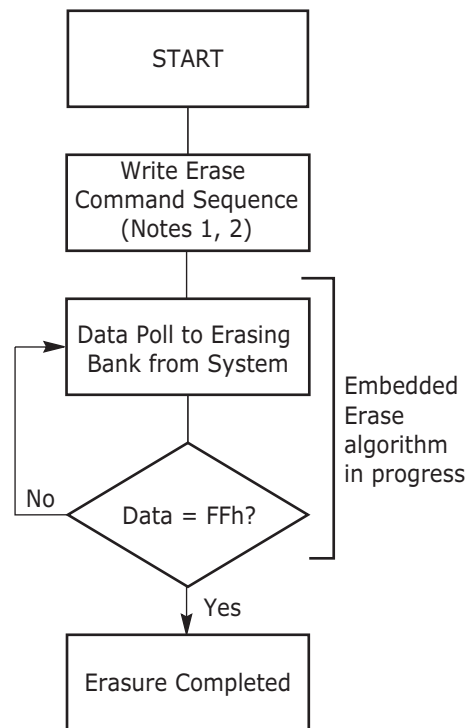 START
Write Erase
Command Sequence
(Notes 1, 2)
Data Poll to Erasing
Bank from System
Embedded
Erase
algorithm
in progress
No
Data = FFh?
Yes
Erasure Completed